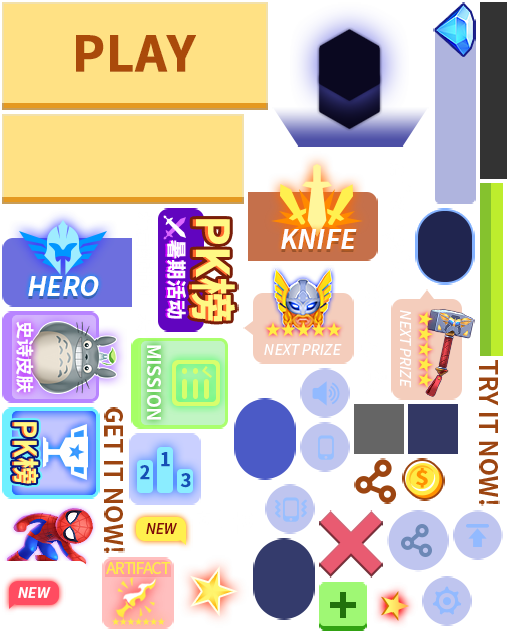 PLAY
KNIFE
HERO
PK榜
暑期活动
NEXT PRIZE
NEXT PRIZE
史诗皮肤
MISSION
TRY IT NOW!
PK榜
GET IT NOW!
1
2
3
$
NEW
ARTIFACT
NEW